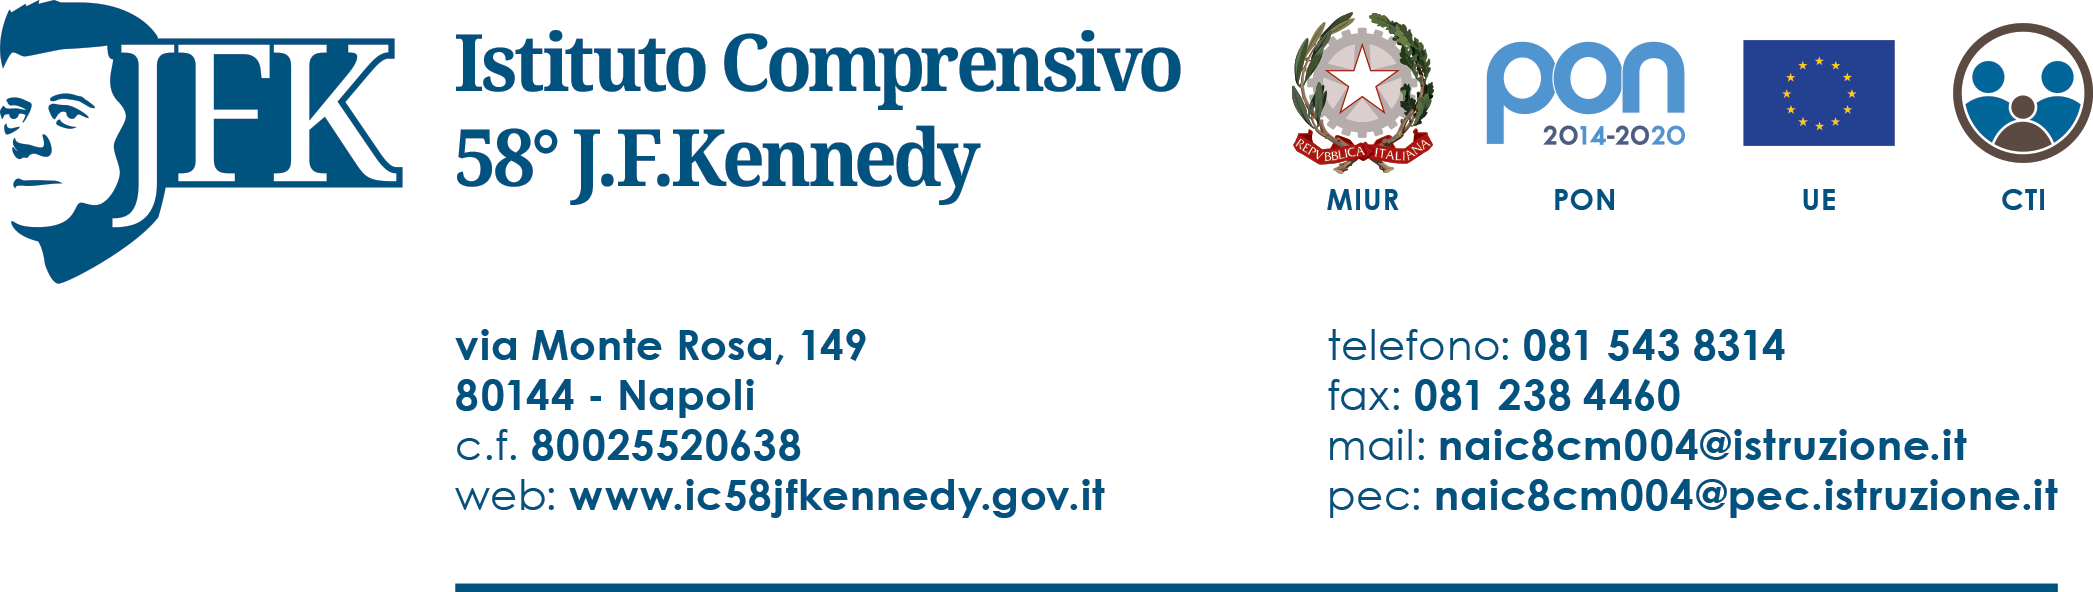 JFK
Istituto Comprensivo
58° J.F.Kennedy
REPVBBLICA ITALIANA
MIUR
pon
2014-2020
PON
UE
CTI
via Monte Rosa, 149
80144 - Napoli
c.f. 80025520638
web: www.ic58jfkennedy.gov.it
telefono: 081 543 8314
fax: 081 238 4460
mail: naic8cm004@istruzione.it
pec: naic8cm004@pec.istruzione.it